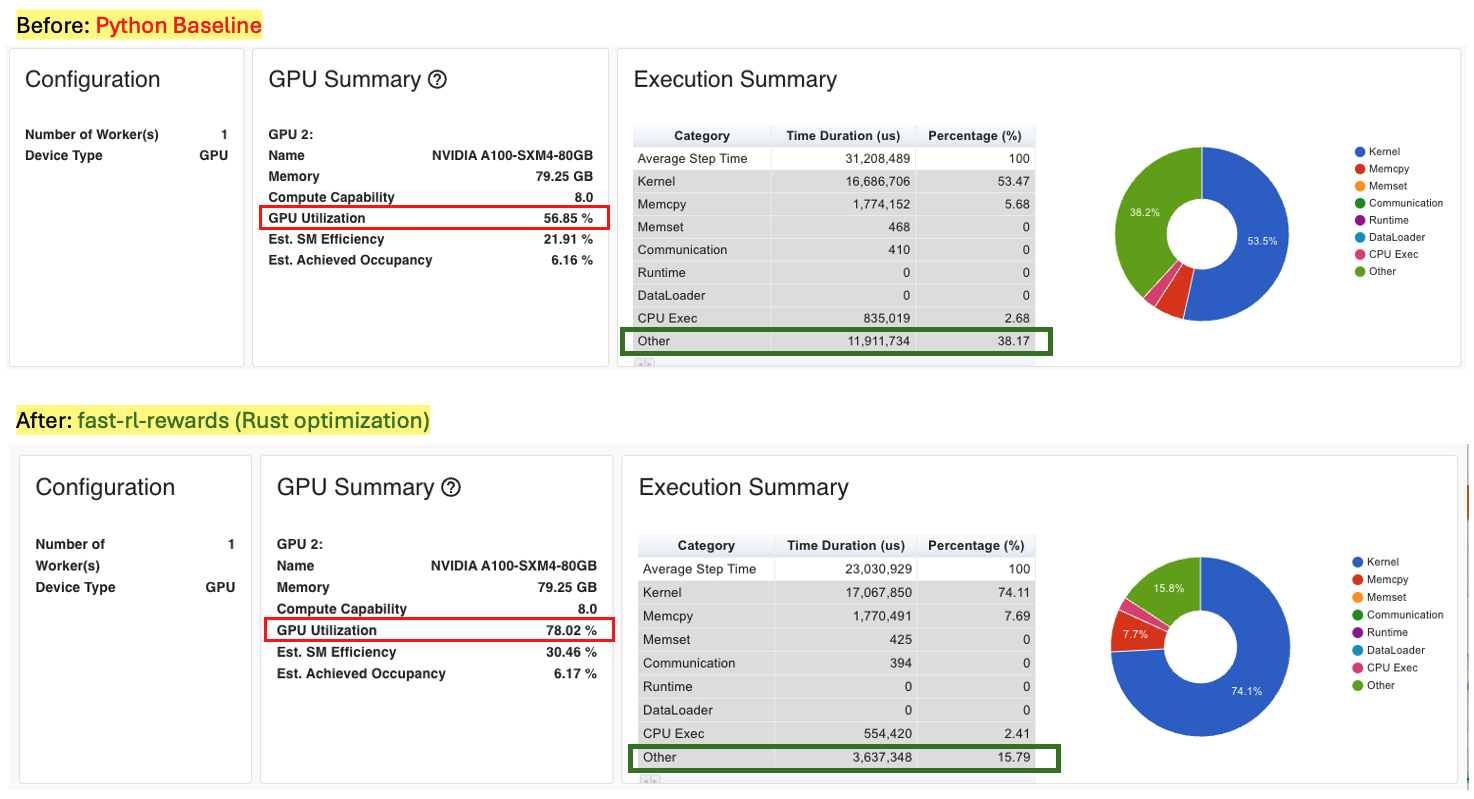 Before: Python Baseline
Configuration
Number of Worker(s) 1
Device Type GPU
GPU Summary ?
GPU 2:
Name NVIDIA A100-SXM4-80GB
Memory 79.25 GB
Compute Capability 8.0
GPU Utilization 56.85 %
Est. SM Efficiency 21.91 %
Est. Achieved Occupancy 6.16 %
Execution Summary
Category Time Duration (us) Percentage (%)
Average Step Time 31,208,489 100
Kernel 16,686,706 53.47
Memcpy 1,774,152 5.68
Memset 468 0
Communication 410 0
Runtime 0 0
DataLoader 0 0
CPU Exec 835,019 2.68
Other 11,911,734 38.17
38.2%
53.5%
Kernel
Memcpy
Memset
Communication
Runtime
DataLoader
CPU Exec
Other
After: fast-rl-rewards (Rust optimization)
Configuration
Number of 1
Worker(s)
Device Type GPU
GPU Summary ?
GPU 2:
Name NVIDIA A100-SXM4-80GB
Memory 79.25 GB
Compute Capability 8.0
GPU Utilization 78.02 %
Est. SM Efficiency 30.46 %
Est. Achieved Occupancy 6.17 %
Execution Summary
Category Time Duration (us) Percentage (%)
Average Step Time 23,030,929 100
Kernel 17,067,850 74.11
Memcpy 1,770,491 7.69
Memset 425 0
Communication 394 0
Runtime 0 0
DataLoader 0 0
CPU Exec 554,420 2.41
Other 3,637,348 15.79
15.8%
7.7%
74.1%
Kernel
Memcpy
Memset
Communication
Runtime
DataLoader
CPU Exec
Other